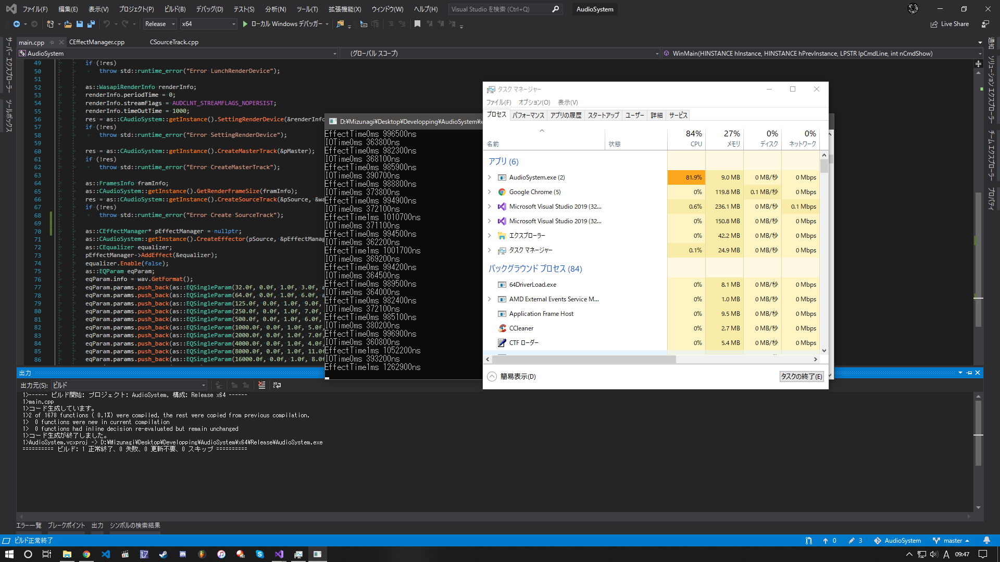 ファイル(F) 編集(E) 表示(V) プロジェクト(P) ビルド(B) デバッグ(D) テスト(S) 分析(N) ツール(T) 拡張機能(X) ウィンドウ(W) ヘルプ(H) Visual Studio を検索 (Ctrl+Q) AudioSystem
Release x64 ローカル Windows デバッガー Live Share
サーバー エクスプローラー
ツールボックス
main.cpp CEffectManager.cpp CSourceTrack.cpp
AudioSystem (グローバル スコープ) WinMain(HINSTANCE hInstance, HINSTANCE hPrevInstance, LPSTR lpCmdLine, int nCmdShow)
49 if (!res)
50 throw std::runtime_error("Error LunchRenderDevice");
51
52 as::WasapiRenderInfo renderInfo;
53 renderInfo.periodTime = 0;
54 renderInfo.streamFlags = AUDCLNT_STREAMFLAGS_NOPERSIST;
55 renderInfo.timeOutTime = 1000;
56 res = as::CAudioSystem::getInstance().SettingRenderDevice(&renderInfo
57 if (!res)
58 throw std::runtime_error("Error SettingRenderDevice");
59
60 res = as::CAudioSystem::getInstance().CreateMasterTrack(&pMaster);
61 if (!res)
62 throw std::runtime_error("Error CreateMasterTrack");
63
64 as::FramesInfo framInfo;
65 as::CAudioSystem::getInstance().GetRenderFrameSize(framInfo);
66 res = as::CAudioSystem::getInstance().CreateSourceTrack(&pSource, &wa
67 if (!res)
68 throw std::runtime_error("Error Create SourceTrack");
69
70 as::CEffectManager* pEffectManager = nullptr;
71 as::CAudioSystem::getInstance().CreateEffector(pSource, &pEffectManag
72 as::CEqualizer equalizer;
73 pEffectManager->AddEffect(&equalizer);
74 equalizer.Enable(false);
75 as::EQParam eqParam;
76 eqParam.info = wav.GetFormat();
77 eqParam.params.push_back(as::EQSingleParam(32.0f, 0.0f, 1.0f, 3.0f, a
78 eqParam.params.push_back(as::EQSingleParam(64.0f, 0.0f, 1.0f, 6.0f, a
79 eqParam.params.push_back(as::EQSingleParam(125.0f, 0.0f, 1.0f, 9.0f,
80 eqParam.params.push_back(as::EQSingleParam(250.0f, 0.0f, 1.0f, 7.0f,
81 eqParam.params.push_back(as::EQSingleParam(500.0f, 0.0f, 1.0f, 6.0f,
82 eqParam.params.push_back(as::EQSingleParam(1000.0f, 0.0f, 1.0f, 5.0f,
83 eqParam.params.push_back(as::EQSingleParam(2000.0f, 0.0f, 1.0f, 7.0f,
84 eqParam.params.push_back(as::EQSingleParam(4000.0f, 0.0f, 1.0f, 4.0f,
85 eqParam.params.push_back(as::EQSingleParam(8000.0f, 0.0f, 1.0f, 11.0f
86 eqParam.params.push_back(as::EQSingleParam(16000.0f, 0.0f, 1.0f, 8.0f
D:¥Mizunagi¥Desktop¥Developping¥AudioSystem¥x
EffectTime0ms 996500ns
IOTime0ms 363800ns
EffectTime0ms 982300ns
IOTime0ms 368100ns
EffectTime0ms 985900ns
IOTime0ms 390700ns
EffectTime0ms 988800ns
IOTime0ms 373800ns
EffectTime0ms 994900ns
IOTime0ms 372100ns
EffectTime1ms 1010700ns
IOTime0ms 371100ns
EffectTime0ms 994500ns
IOTime0ms 362200ns
EffectTime1ms 1001700ns
IOTime0ms 369200ns
EffectTime0ms 994200ns
IOTime0ms 364500ns
EffectTime0ms 989500ns
IOTime0ms 364000ns
EffectTime0ms 982400ns
IOTime0ms 372100ns
EffectTime0ms 985100ns
IOTime0ms 380200ns
EffectTime0ms 996900ns
IOTime0ms 360800ns
EffectTime1ms 1052200ns
IOTime0ms 393200ns
EffectTime1ms 1262900ns
タスク マネージャー
ファイル(F) オプション(O) 表示(V)
プロセス パフォーマンス アプリの履歴 スタートアップ ユーザー 詳細 サービス
84% 27% 0% 0%
名前 状態 CPU メモリ ディスク ネットワーク
アプリ (6)
AudioSystem.exe (2) 81.9% 9.0 MB 0 MB/秒 0 Mbps
Google Chrome (5) 0% 119.8 MB 0.1 MB/秒 0 Mbps
Microsoft Visual Studio 2019 (32... 0.6% 236.1 MB 0 MB/秒 0.1 Mbps
Microsoft Visual Studio 2019 (32... 0% 150.8 MB 0 MB/秒 0 Mbps
エクスプローラー 0% 42.2 MB 0 MB/秒 0 Mbps
タスク マネージャー 0.1% 24.9 MB 0 MB/秒 0 Mbps
バックグラウンド プロセス (84)
64DriverLoad.exe 0% 8.1 MB 0 MB/秒 0 Mbps
AMD External Events Service M... 0% 1.0 MB 0 MB/秒 0 Mbps
Application Frame Host 0% 9.5 MB 0 MB/秒 0 Mbps
CCleaner 0% 2.7 MB 0 MB/秒 0 Mbps
CTF ローダー 0% 5.4 MB 0 MB/秒 0 Mbps
簡易表示(D) タスクの終了(E)
通知
ソリューション エクスプローラー
チーム エクスプローラー
プロパティ
出力
出力元(S): ビルド
1>------ ビルド開始: プロジェクト: AudioSystem, 構成: Release x64 ------
1>main.cpp
1>コード生成しています。
1>2 of 1678 functions ( 0.1%) were compiled, the rest were copied from previous compilation.
1> 0 functions were new in current compilation
1> 0 functions had inline decision re-evaluated but remain unchanged
1>コード生成が終了しました。
1>AudioSystem.vcxproj -> D:¥Mizunagi¥Desktop¥Developping¥AudioSystem¥x64¥Release¥AudioSystem.exe
========== ビルド: 1 正常終了、0 失敗、0 更新不要、0 スキップ ==========
エラー一覧 ブレークポイント 出力 シンボルの検索結果
ビルド正常終了 0 3 AudioSystem master
A 09:47